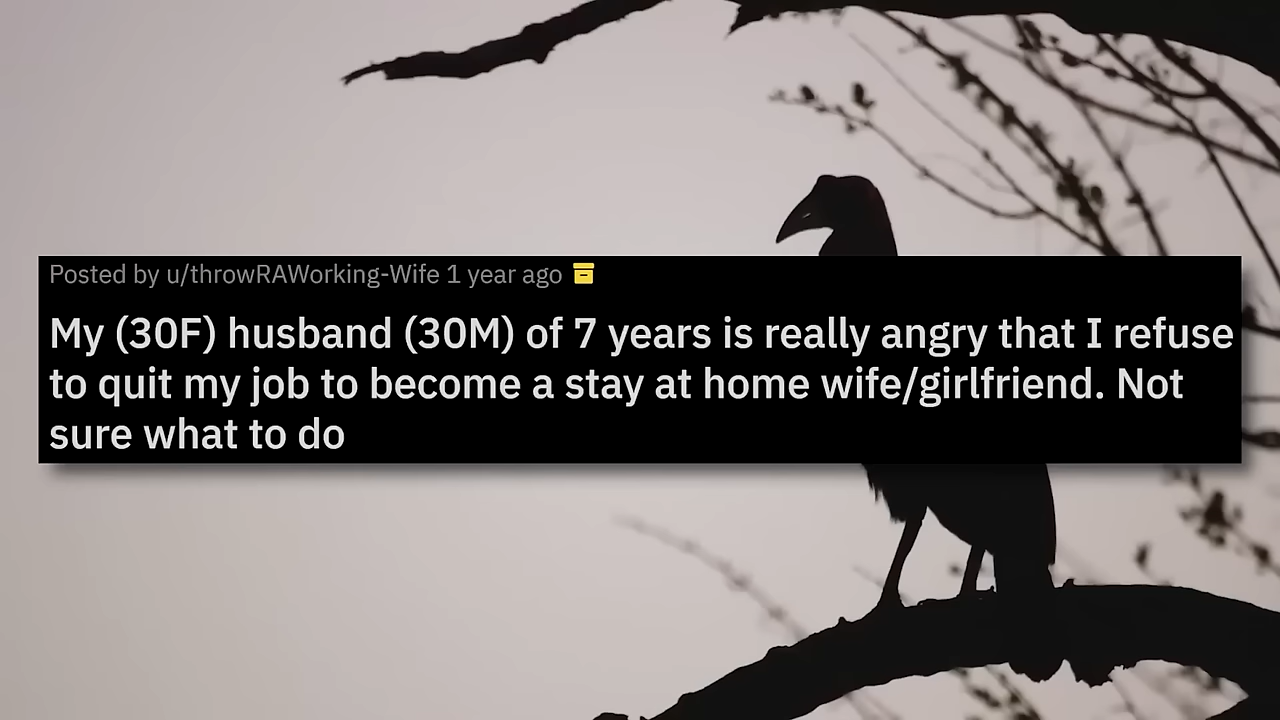 Posted by u/throwRAWorking-Wife 1 year ago
My (30F) husband (30M) of 7 years is really angry that I refuse
to quit my job to become a stay at home wife/girlfriend. Not
sure what to do